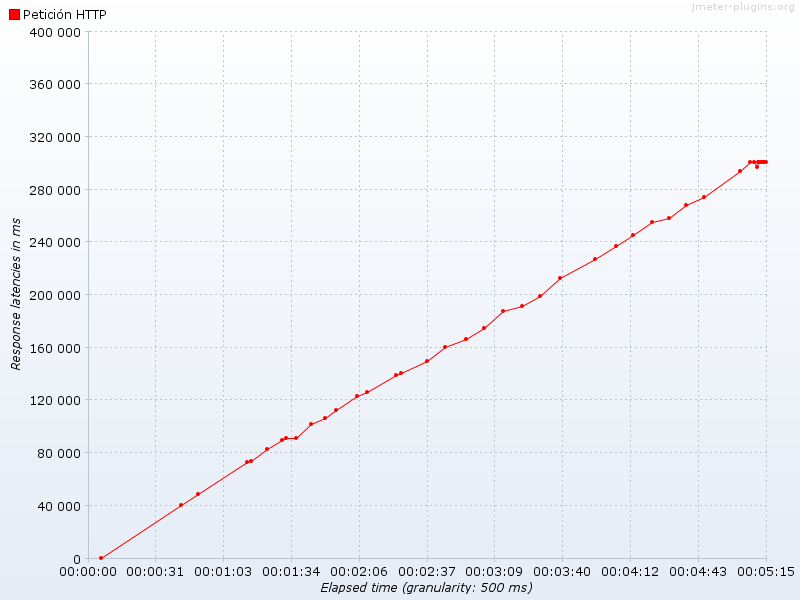 jmeter-plugins.org
Petición HTTP
400 000
360 000
320 000
280 000
240 000
200 000
160 000
120 000
80 000
40 000
0
Response latencies in ms
00:00:00 00:00:31 00:01:03 00:01:34 00:02:06 00:02:37 00:03:09 00:03:40 00:04:12 00:04:43 00:05:15
Elapsed time (granularity: 500 ms)